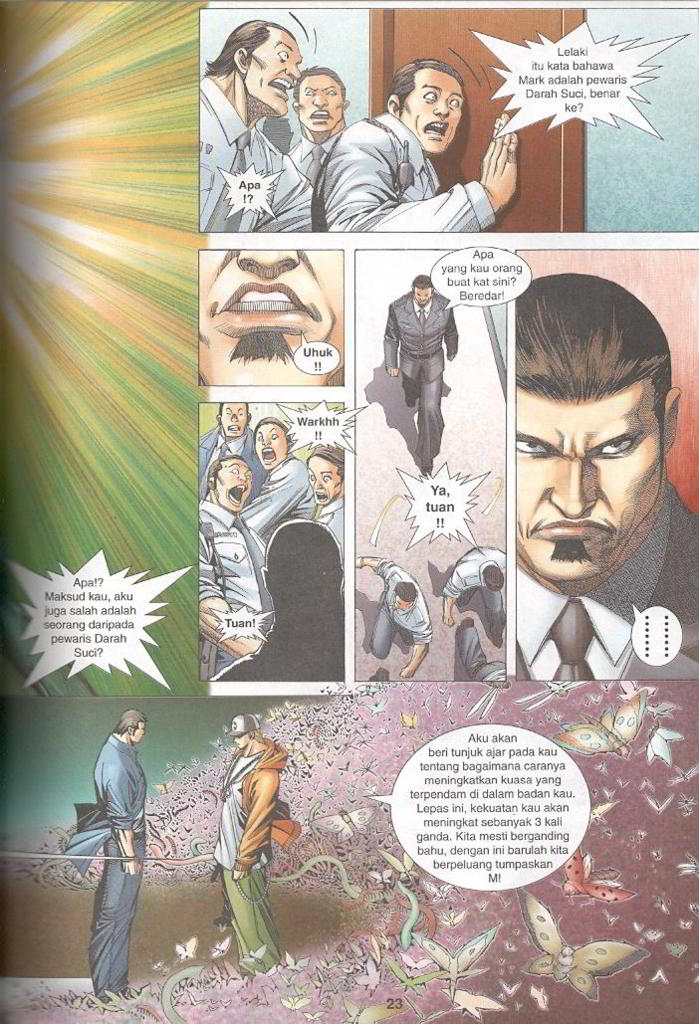 Lelaki
itu kata bahawa
Mark adalah pewaris
Darah Suci, benar
ke?
Apa
!?
Apa
yang kau orang
buat kat sini?
Beredar!
Uhuk
!!
Warkhh
!!
Tuan!
Ya,
tuan
!!
Apa!?
Maksud kau, aku
juga salah adalah
seorang daripada
pewaris Darah
Suci?
Aku akan
beri tunjuk ajar pada kau
tentang bagaimana caranya
meningkatkan kuasa yang
terpendam di dalam badan kau.
Lepas ini, kekuatan kau akan
meningkat sebanyak 3 kali
ganda. Kita mesti berganding
bahu, dengan ini barulah kita
berpeluang tumpaskan
M!
23